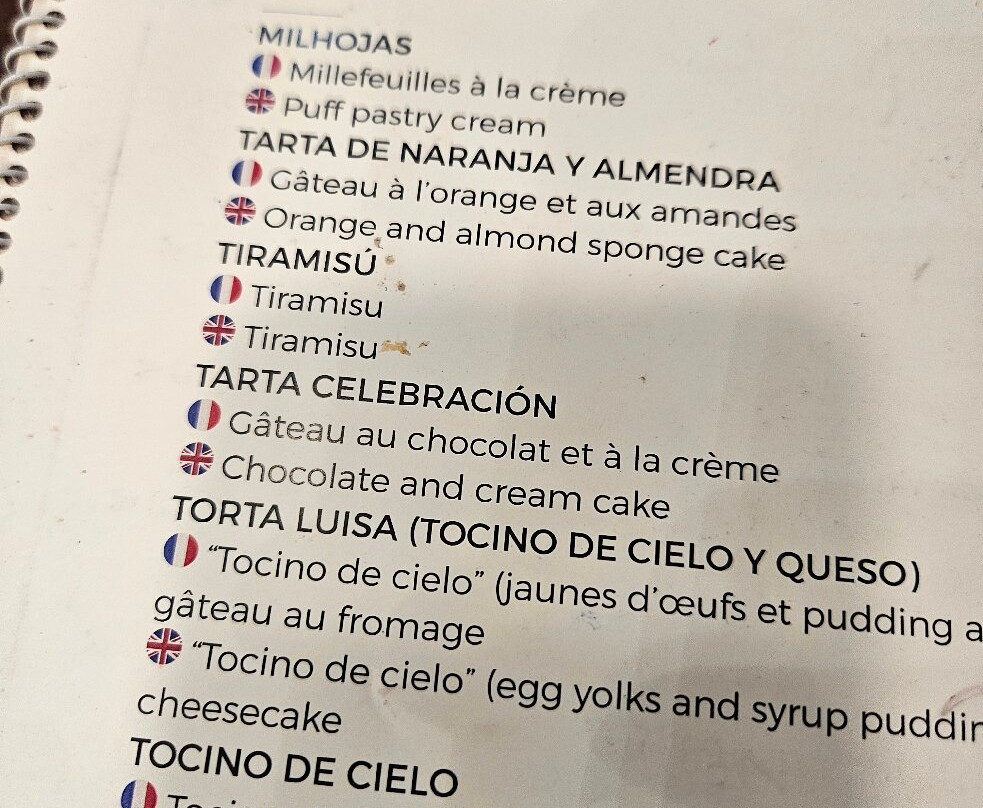 MILHOJAS
Millefeuilles à la crème
Puff pastry cream
TARTA DE NARANJA Y ALMENDRA
Gâteau à l'orange et aux amandes
Orange and almond sponge cake
TIRAMISÚ
Tiramisu
Tiramisu
TARTA CELEBRACIÓN
Gâteau au chocolat et à la crème
Chocolate and cream cake
TORTA LUISA (TOCINO DE CIELO Y QUESO)
"Tocino de cielo" (jaunes d'œufs et pudding
gâteau au fromage
"Tocino de cielo" (egg yolks and syrup
cheesecake
TOCINO DE CIELO